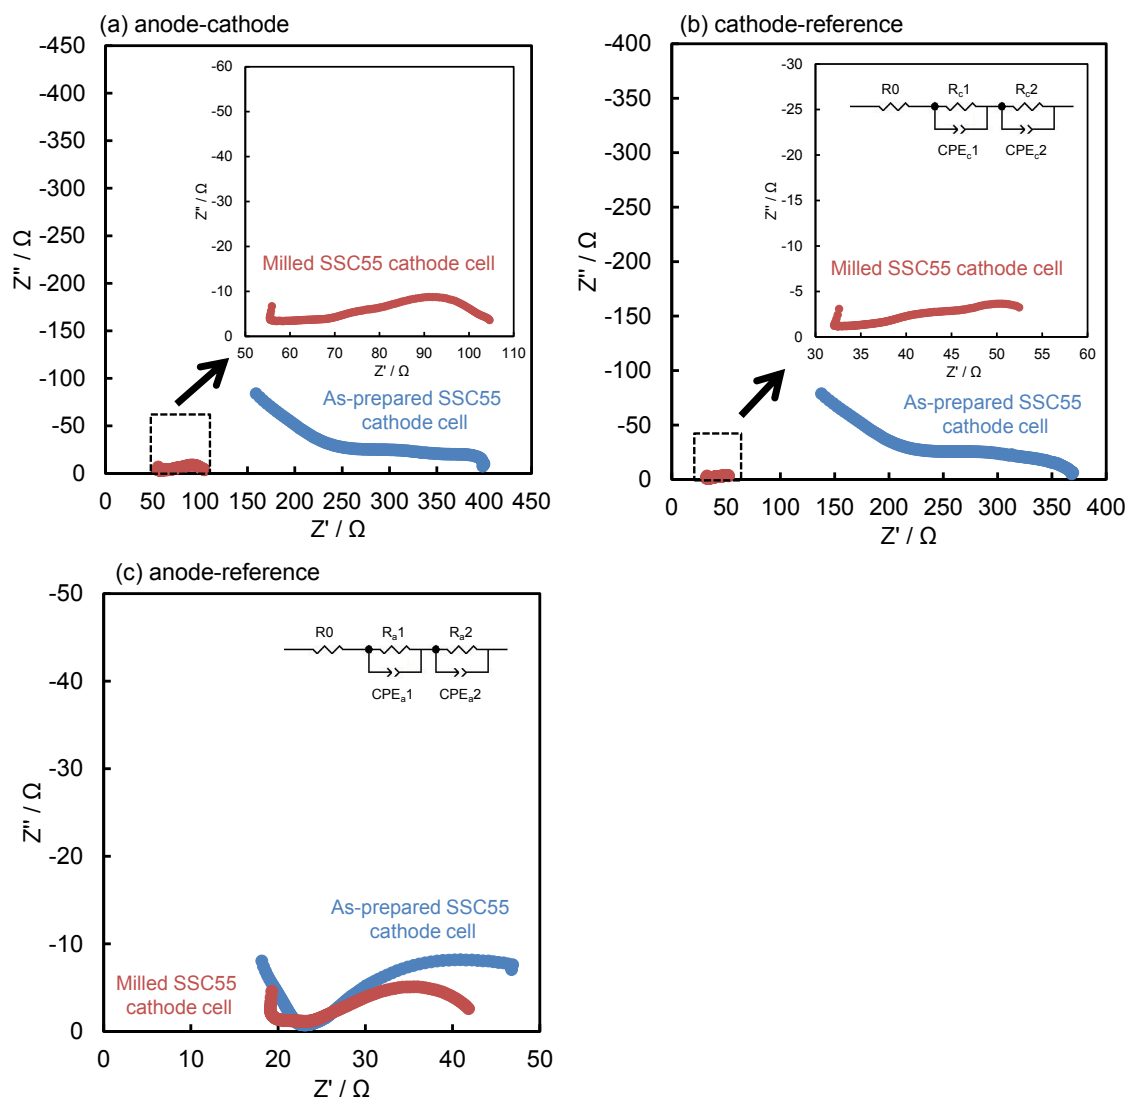 (a) anode-cathode
-450
-400
-350
-300
-250
-200
-150
-100
-50
0
0 50 100 150 200 250 300 350 400 450
Z'' / Ω
Z' / Ω
-60
-50
-40
-30
-20
-10
0
50 60 70 80 90 100 110
Z'' / Ω
Z' / Ω
Milled SSC55 cathode cell
As-prepared SSC55
cathode cell
(b) cathode-reference
-400
-350
-300
-250
-200
-150
-100
-50
0
0 50 100 150 200 250 300 350 400
Z'' / Ω
Z' / Ω
-30
-25
-20
-15
-10
-5
0
30 35 40 45 50 55 60
Z'' / Ω
Z' / Ω
R0 Rc1 Rc2
CPEc1 CPEc2
Milled SSC55 cathode cell
As-prepared SSC55
cathode cell
(c) anode-reference
-50
-40
-30
-20
-10
0
0 10 20 30 40 50
Z'' / Ω
Z' / Ω
R0 Ra1 Ra2
CPEa1 CPEa2
As-prepared SSC55
cathode cell
Milled SSC55
cathode cell